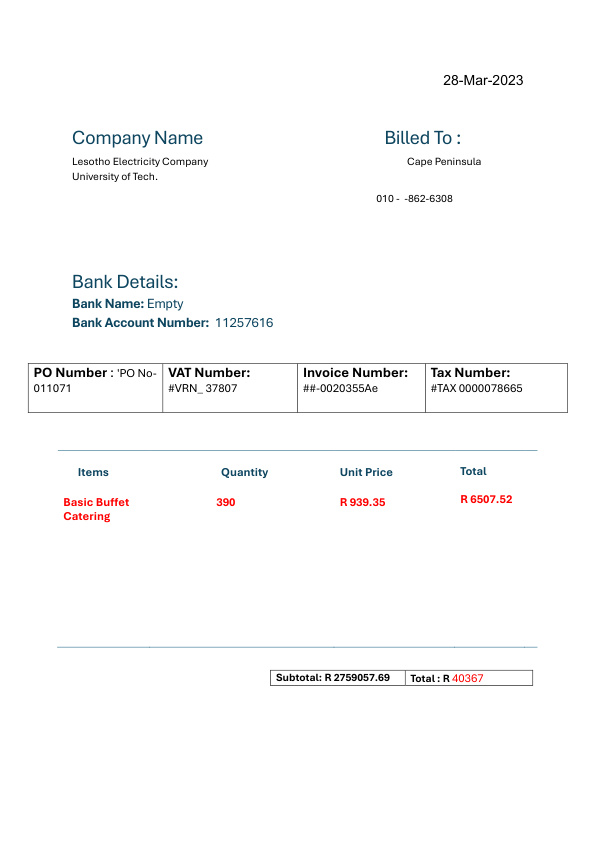 28-Mar-2023
Company Name
Billed To :
Lesotho Electricity Company
Cape Peninsula
University of Tech.
010 - -862-6308
Bank Details:
Bank Name: Empty
Bank Account Number: 11257616
PO Number : 'PO No-
011071
VAT Number:
#VRN_ 37807
Invoice Number:
##-0020355Ae
Tax Number:
#TAX 0000078665
Items Quantity Unit Price Total
Basic Buffet 390 R 939.35 R 6507.52
Catering
Subtotal: R 2759057.69 Total : R 40367